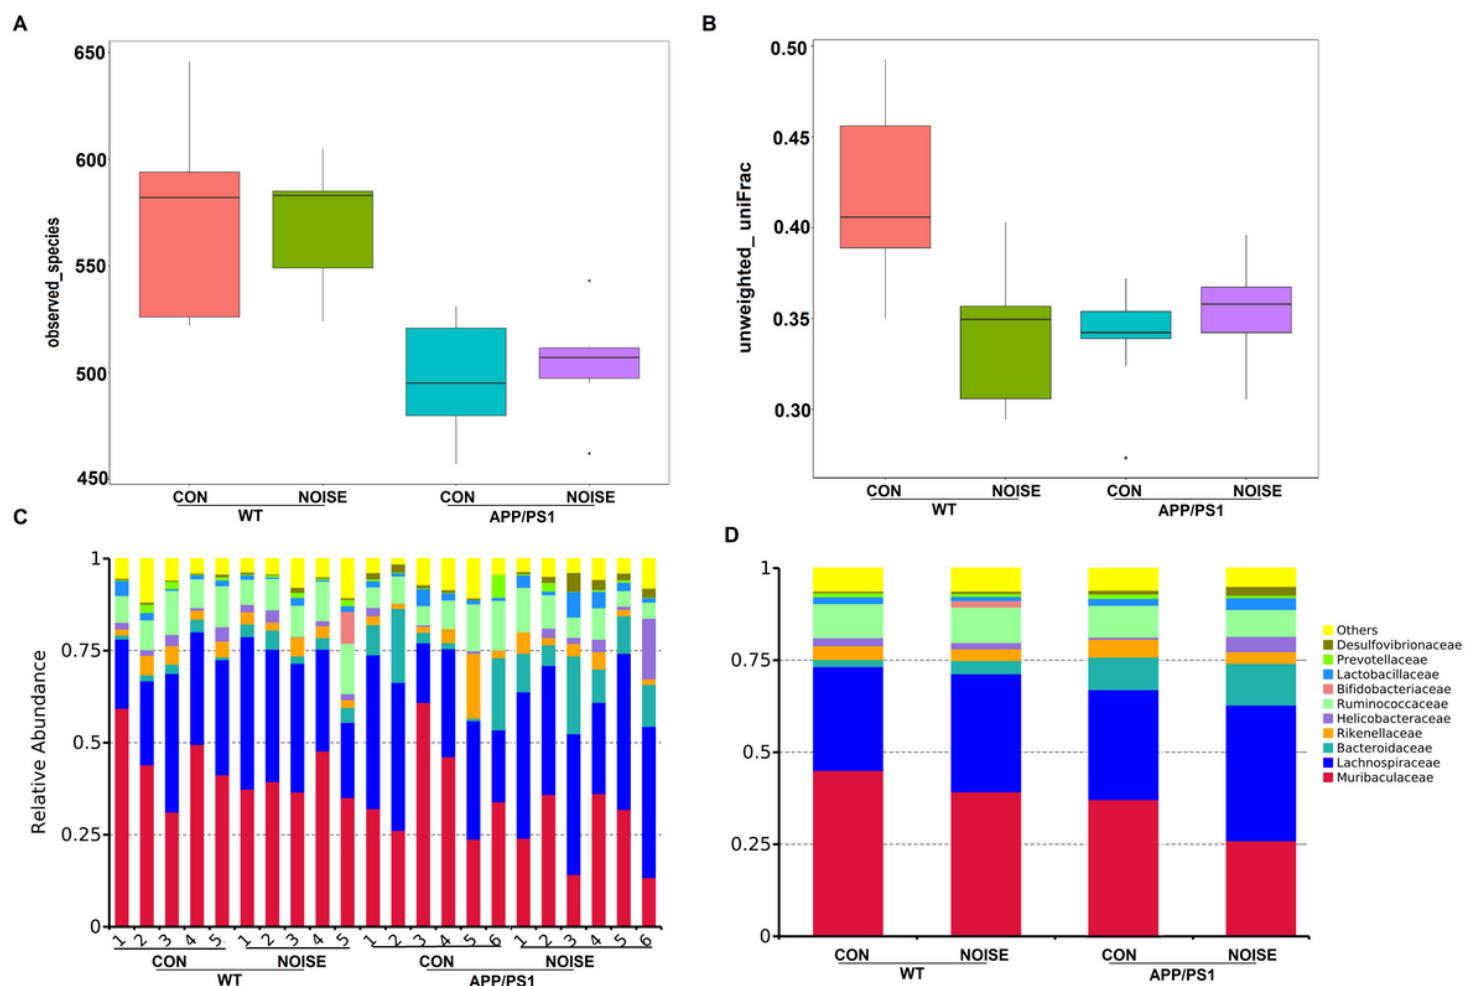 A
650
600
550
500
450
observed_species
CON
NOISE
CON
NOISE
WT
APP/PS1
B
0.50
0.45
0.40
0.35
0.30
unweighted_ uniFrac
CON
NOISE
CON
NOISE
WT
APP/PS1
C
1
0.75
0.5
0.25
0
Relative Abundance
1 2 3 4 5 1 2 3 4 5 1 2 3 4 5 6 1 2 3 4 5 6
CON
NOISE
CON
NOISE
WT
APP/PS1
D
1
0.75
0.5
0.25
0
CON
NOISE
CON
NOISE
WT
APP/PS1
Others
Desulfovibrionaceae
Prevotellaceae
Lactobacillaceae
Bifidobacteriaceae
Ruminococcaceae
Helicobacteraceae
Rikenellaceae
Bacteroidaceae
Lachnospiraceae
Muribaculaceae